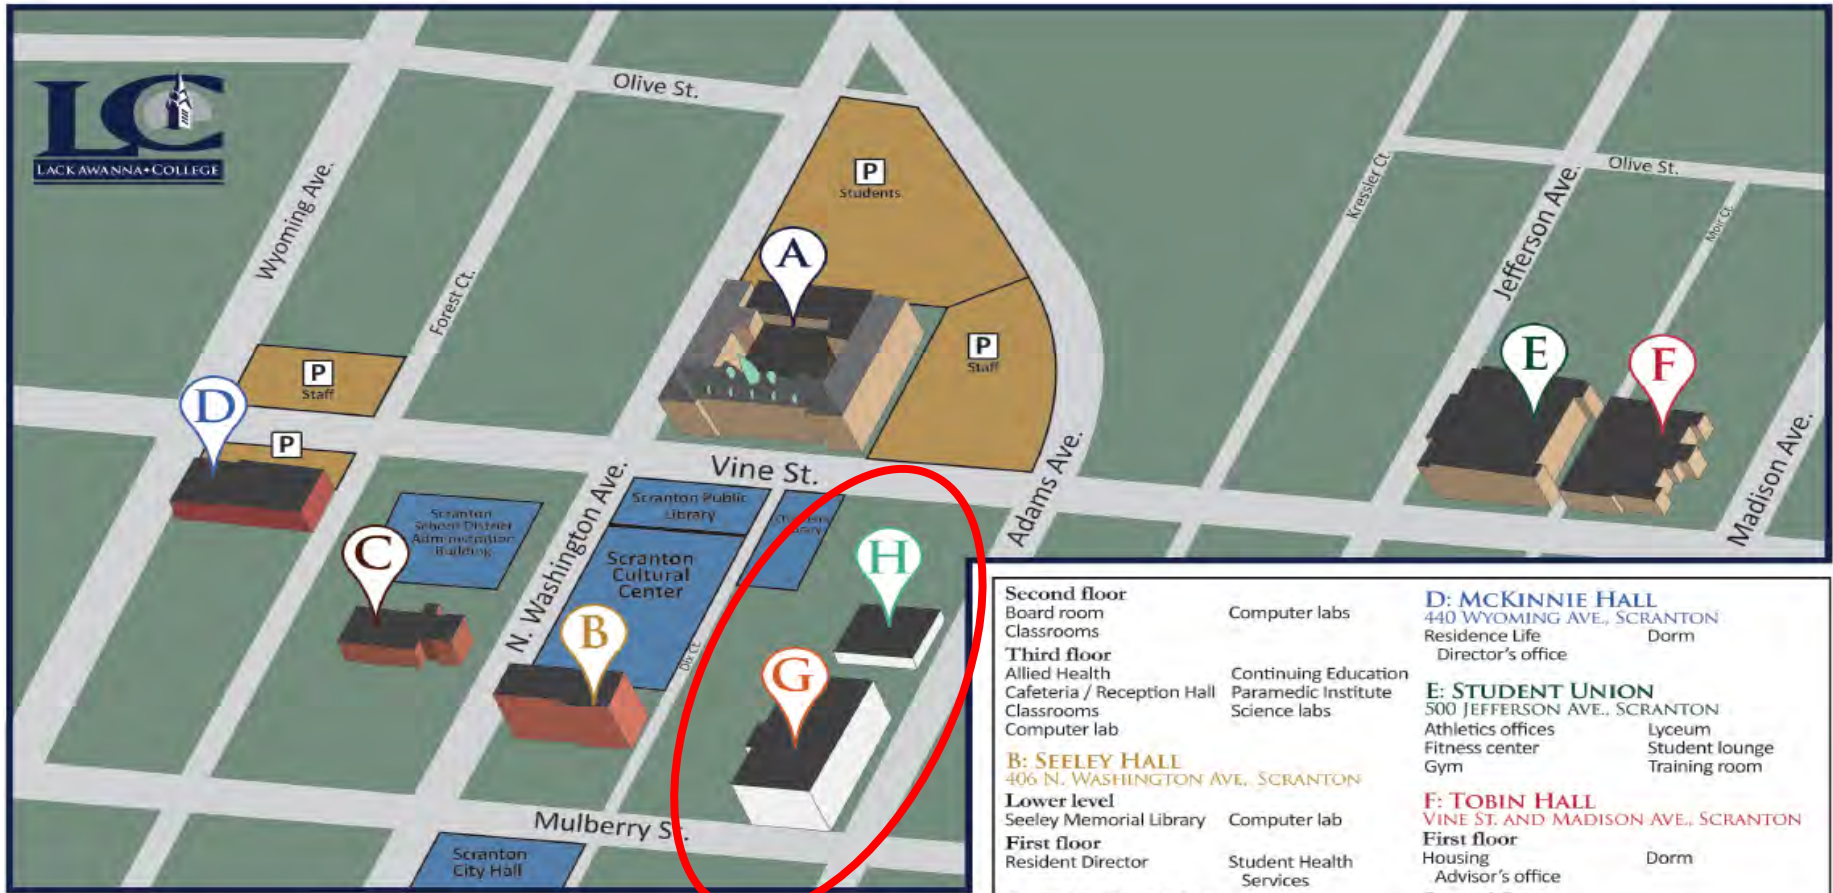 LC
LACKAWANNA•COLLEGE
Olive St.
Wyoming Ave.
Forest Ct.
P
Students
A
P
Staff
Kressler Ct.
Jefferson Ave.
Olive St.
Moir Ct.
P
Staff
D
P
E
F
Vine St.
Adams Ave.
Madison Ave.
N. Washington Ave.
Scranton Public
Library
Scranton
School District
Administration
Building
C
Scranton
Cultural
Center
H
B
Dix Ct.
G
Mulberry St.
Scranton
City Hall
Second floor
Board room
Computer labs
Classrooms
Third floor
Allied Health
Continuing Education
Cafeteria / Reception Hall
Paramedic Institute
Classrooms
Science labs
Computer lab
B: SEELEY HALL
406 N. WASHINGTON AVE., SCRANTON
Lower level
Seeley Memorial Library
Computer lab
First floor
Resident Director
Student Health
Services
D: MCKINNIE HALL
440 WYOMING AVE., SCRANTON
Residence Life
Dorm
Director's office
E: STUDENT UNION
500 JEFFERSON AVE., SCRANTON
Athletics offices
Lyceum
Fitness center
Student lounge
Gym
Training room
F: TOBIN HALL
VINE ST. AND MADISON AVE., SCRANTON
First floor
Housing
Dorm
Advisor's office